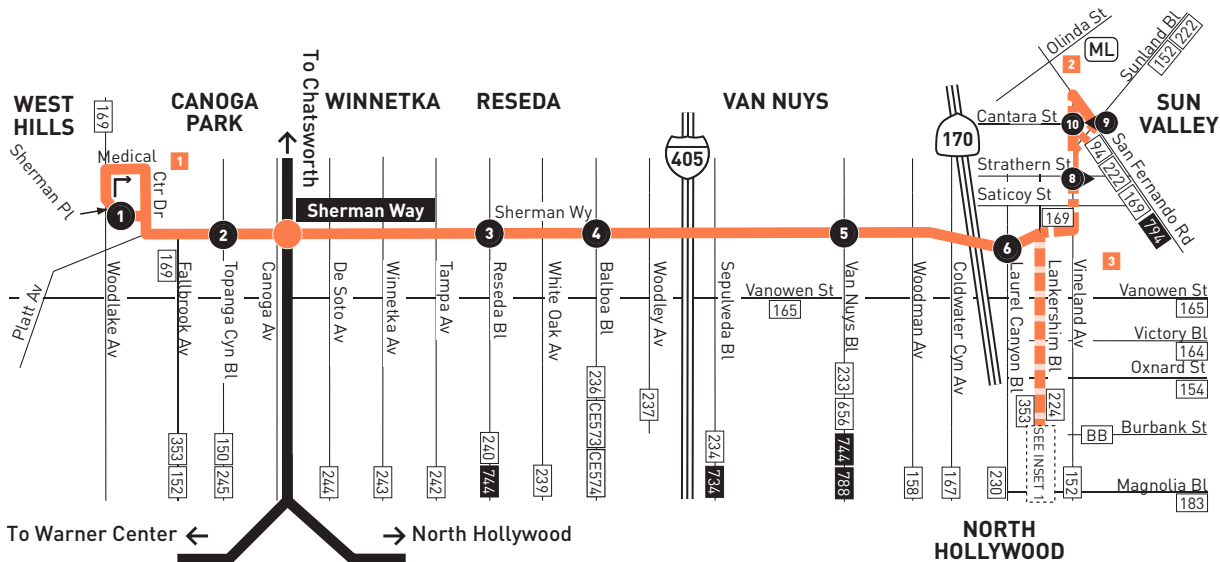 WEST
HILLS
CANOGA
PARK
WINNETKA
RESEDA
VAN NUYS
SUN
VALLEY
NORTH
HOLLYWOOD
To Chatsworth
Olinda St
ML
Sunland Bl
152 222
2
Cantara St
10
9
San Fernando Rd
94 222 169 794
Strathern St
8
Saticoy St
169
405
170
169
Medical
Ctr Dr
1
Sherman Pl
1
2
Sherman Way
3
Sherman Wy
4
5
6
3
Platt Av
Woodlake Av
169
Fallbrook Av
353 152
Topanga Cyn Bl
150 245
Canoga Av
De Soto Av
244
Winnetka Av
243
Tampa Av
242
Reseda Bl
240 744
White Oak Av
239
Balboa Bl
236 CE573 CE574
Woodley Av
237
Sepulveda Bl
234 734
Vanowen St
165
Van Nuys Bl
233 656
744 788
Woodman Av
158
Coldwater Cyn Av
167
Laurel Canyon Bl
230
Lankershim Bl
353
224
SEE INSET 1
Vineland Av
152
Vanowen St
165
Victory Bl
164
Oxnard St
154
BB
Burbank St
Magnolia Bl
183
To Warner Center
North Hollywood